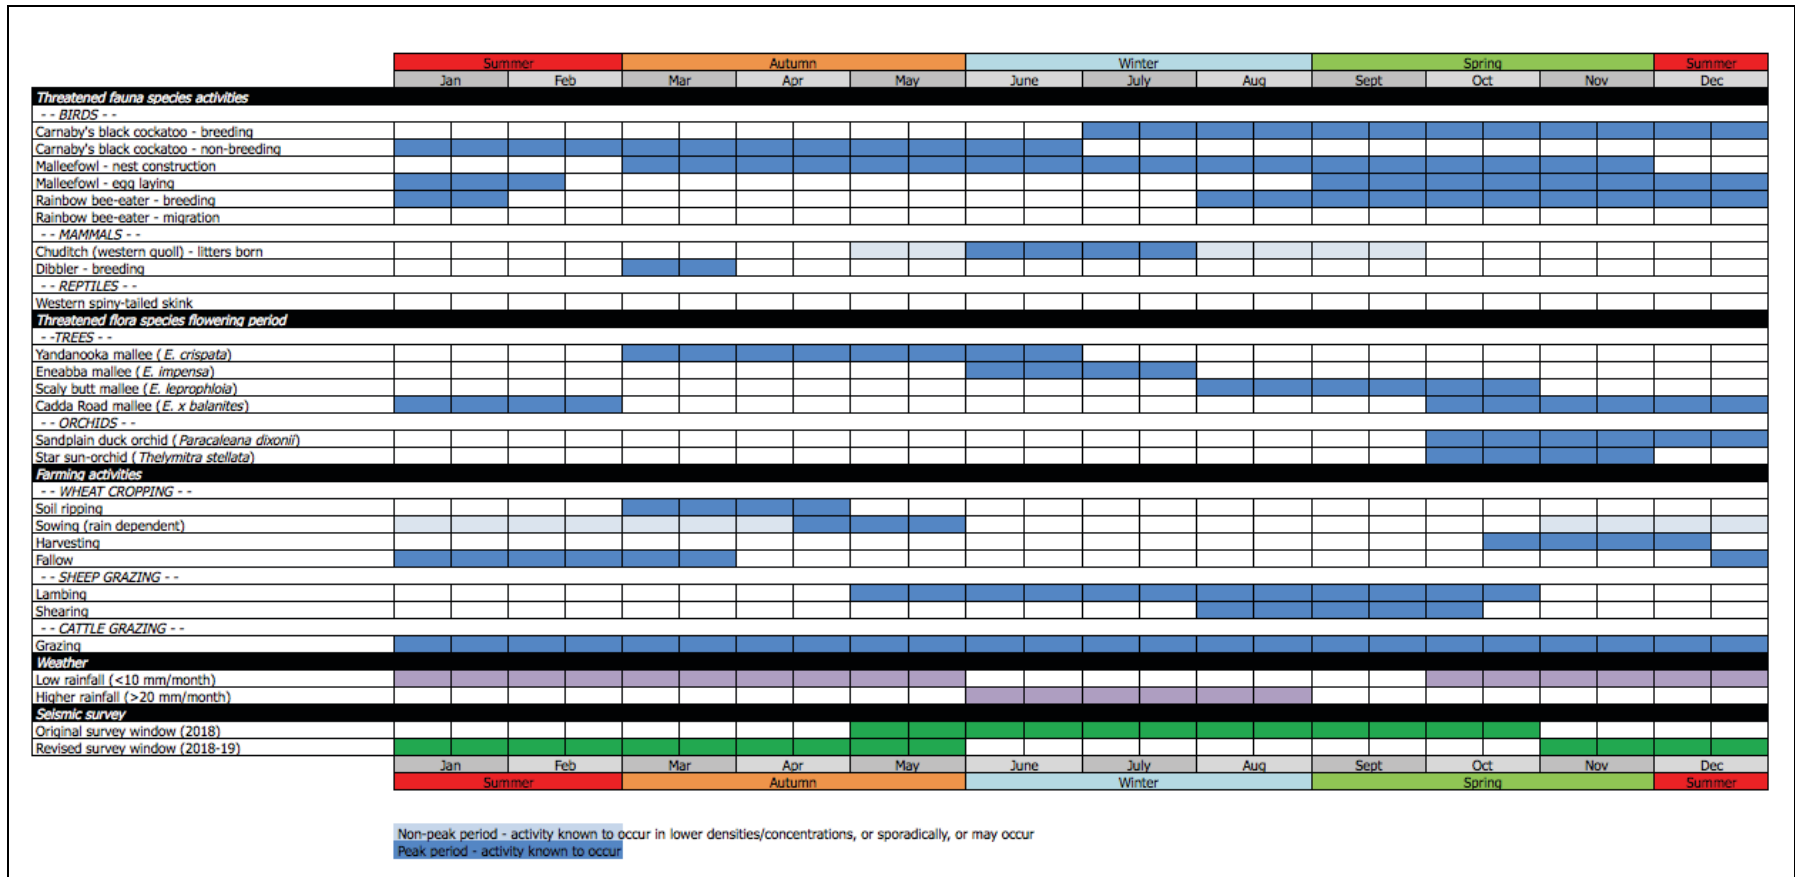 Summer Autumn Winter Spring Summer
Jan Feb Mar Apr May June July Aug Sept Oct Nov Dec
Threatened fauna species activities
- - BIRDS - -
Carnaby's black cockatoo - breeding
Carnaby's black cockatoo - non-breeding
Malleefowl - nest construction
Malleefowl - egg laying
Rainbow bee-eater - breeding
Rainbow bee-eater - migration
- - MAMMALS - -
Chuditch (western quoll) - litters born
Dibbler - breeding
- - REPTILES - -
Western spiny-tailed skink
Threatened flora species flowering period
- -TREES - -
Yandanooka mallee ( E. crispata)
Eneabba mallee ( E. impensa)
Scaly butt mallee ( E. leprophloia)
Cadda Road mallee ( E. x balanites)
- - ORCHIDS - -
Sandplain duck orchid ( Paracaleana dixonii)
Star sun-orchid ( Thelymitra stellata)
Farming activities
- - WHEAT CROPPING - -
Soil ripping
Sowing (rain dependent)
Harvesting
Fallow
- - SHEEP GRAZING - -
Lambing
Shearing
- - CATTLE GRAZING - -
Grazing
Weather
Low rainfall (<10 mm/month)
Higher rainfall (>20 mm/month)
Seismic survey
Original survey window (2018)
Revised survey window (2018-19)
Jan Feb Mar Apr May June July Aug Sept Oct Nov Dec
Summer Autumn Winter Spring Summer
Non-peak period - activity known to occur in lower densities/concentrations, or sporadically, or may occur
Peak period - activity known to occur